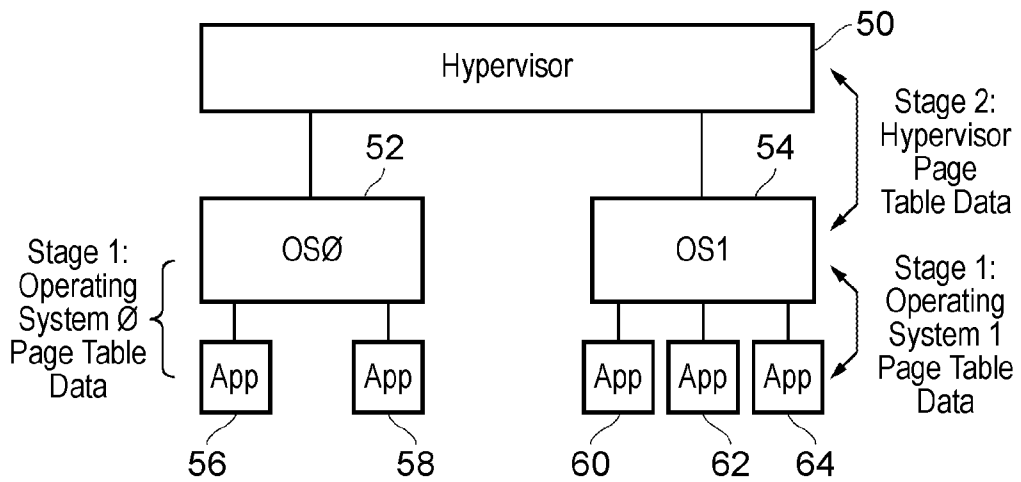 50
Hypervisor
Stage 2:
Hypervisor
Page
Table Data
52
54
OSØ
OS1
Stage 1:
Operating
System Ø
Page Table
Data
Stage 1:
Operating
System 1
Page Table
Data
App
App
App
App
App
56
58
60
62
64